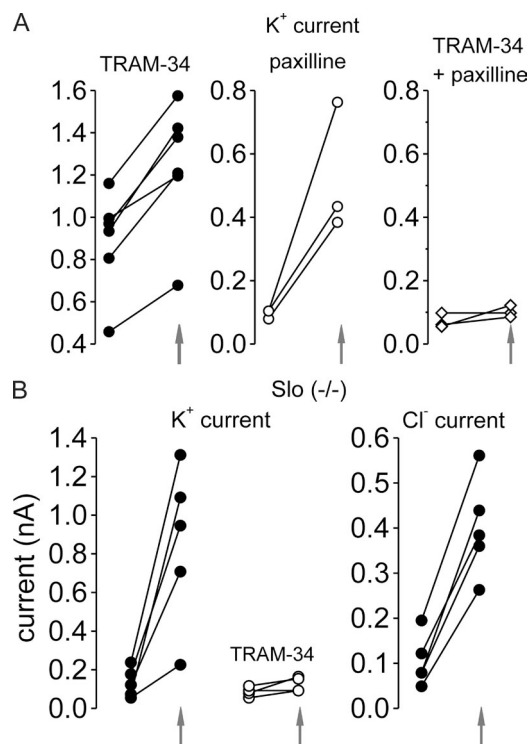 A
K⁺ current
TRAM-34
paxilline
TRAM-34
+ paxilline
1.6
1.4
1.2
1.0
0.8
0.6
0.4
0.8
0.6
0.4
0.2
0.0
0.8
0.6
0.4
0.2
0.0
B
Slo (-/-)
K⁺ current
Cl⁻ current
current (nA)
1.4
1.2
1.0
0.8
0.6
0.4
0.2
0.0
TRAM-34
0.6
0.5
0.4
0.3
0.2
0.1
0.0